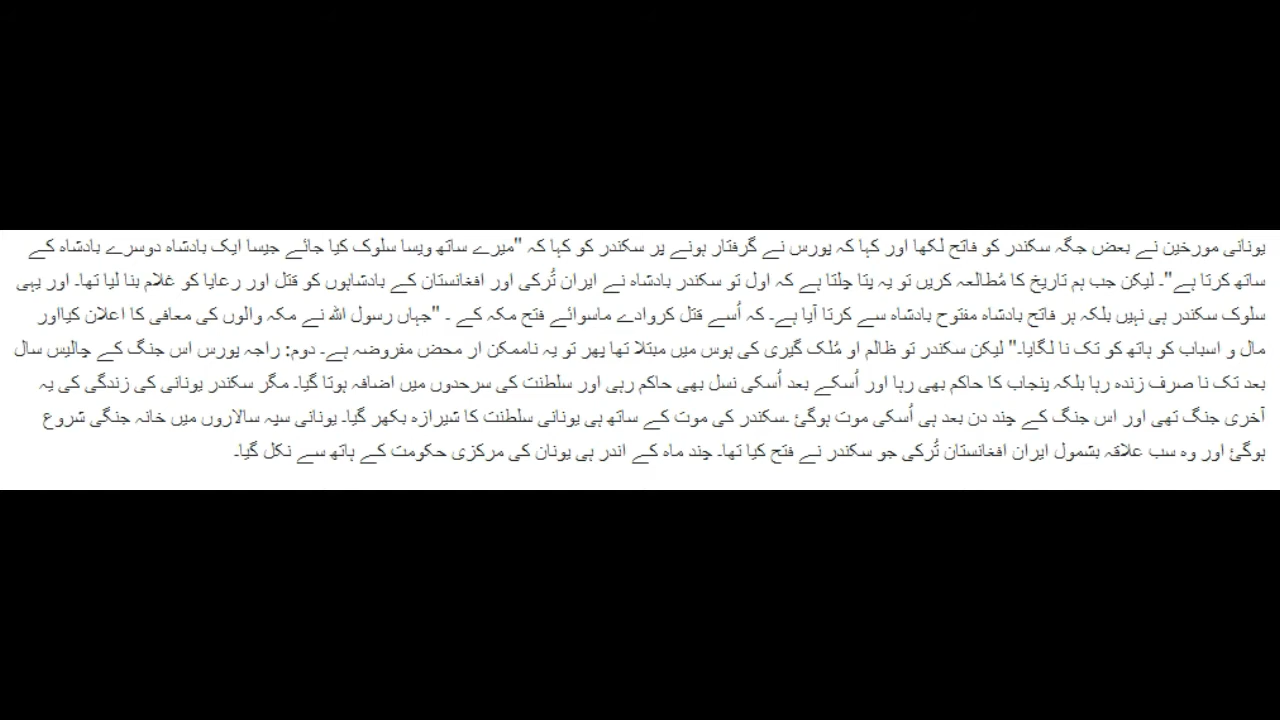 یونانی مورخین نے بعض جگہ سکندر کو فاتح لکھا اور کہا کہ پورس نے گرفتار ہونے پر سکندر کو کہا کہ "میرے ساتھ ویسا سلوک کیا جائے جیسا ایک بادشاہ دوسرے بادشاہ کے
ساتھ کرتا ہے"۔ لیکن جب ہم تاریخ کا مُطالعہ کریں تو یہ پتا چلتا ہے کہ اول تو سکندر بادشاہ نے ایران تُرکی اور افغانستان کے بادشاہوں کو قتل اور رعایا کو غلام بنا لیا تھا۔ اور یہی
سلوک سکندر ہی نہیں بلکہ ہر فاتح بادشاہ مفتوح بادشاہ سے کرتا آیا ہے۔ کہ اُسے قتل کروادے ماسوائے فتح مکہ کے ۔ "جہاں رسول اللہ نے مکہ والوں کی معافی کا اعلان کیااور
مال و اسباب کو ہاتھ کو تک نا لگایا۔" لیکن سکندر تو ظالم او مُلک گیری کی ہوس میں مبتلا تھا پھر تو یہ ناممکن ار محض مفروضہ ہے۔ دوم: راجہ پورس اس جنگ کے چالیس سال
بعد تک نا صرف زندہ رہا بلکہ پنجاب کا حاکم بھی رہا اور اُسکے بعد اُسکی نسل بھی حاکم رہی اور سلطنت کی سرحدوں میں اضافہ ہوتا گیا۔ مگر سکندر یونانی کی زندگی کی یہ
آخری جنگ تھی اور اس جنگ کے چند دن بعد ہی اُسکی موت ہوگئ ۔سکندر کی موت کے ساتھ ہی یونانی سلطنت کا شیرازہ بکھر گیا۔ یونانی سپہ سالاروں میں خانہ جنگی شروع
ہوگئ اور وہ سب علاقہ بشمول ایران افغانستان تُرکی جو سکندر نے فتح کیا تھا۔ چند ماہ کے اندر ہی یونان کی مرکزی حکومت کے ہاتھ سے نکل گیا۔